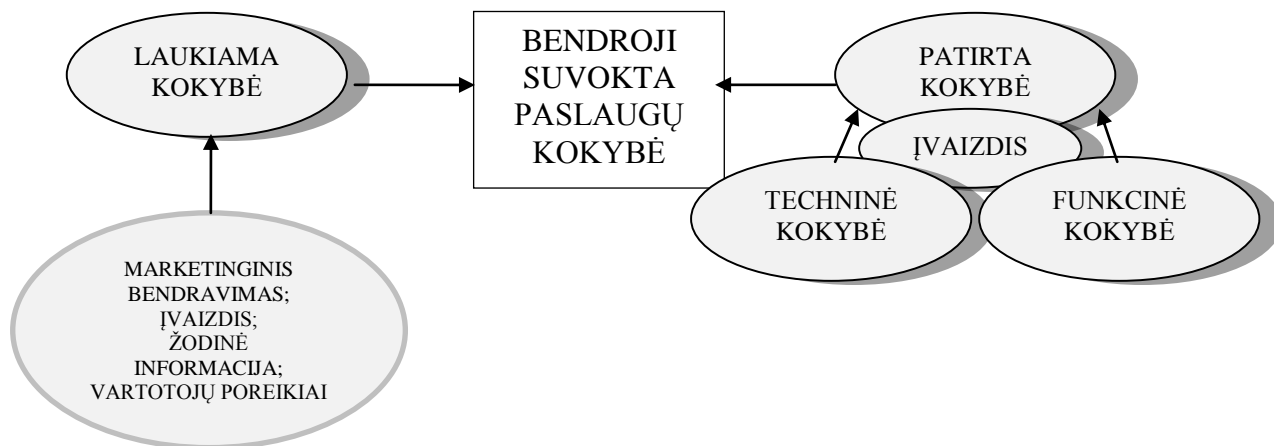 LAUKIAMA
KOKYBĖ
BENDROJI
SUVOKTA
PASLAUGŲ
KOKYBĖ
PATIRTA
KOKYBĖ
ĮVAIZDIS
TECHNINĖ
KOKYBĖ
FUNKCINĖ
KOKYBĖ
MARKETINGINIS
BENDRAVIMAS;
ĮVAIZDIS;
ŽODINĖ
INFORMACIJA;
VARTOTOJŲ POREIKIAI